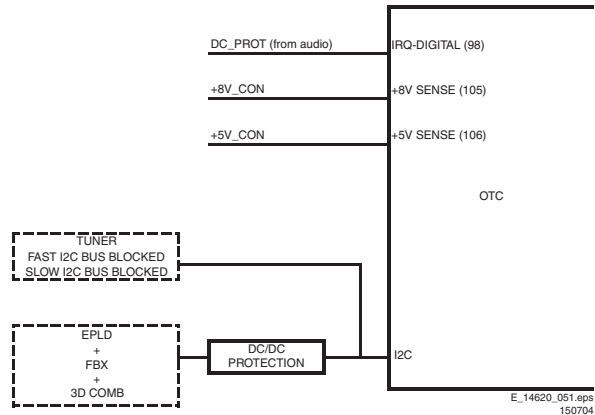 DC_PROT (from audio)
IRQ-DIGITAL (98)
+8V_CON
+8V SENSE (105)
+5V_CON
+5V SENSE (106)
OTC
TUNER
FAST I2C BUS BLOCKED
SLOW I2C BUS BLOCKED
EPLD
+
FBX
+
3D COMB
DC/DC
PROTECTION
I2C
E_14620_051.eps
150704